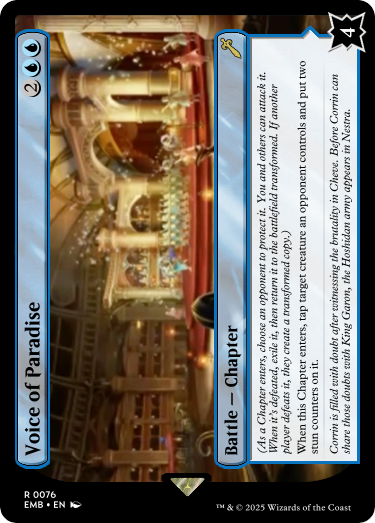 Voice of Paradise 2
Battle — Chapter
4
(As a Chapter enters, choose an opponent to protect it. You and others can attack it.
When it's defeated, exile it, then return it to the battlefield transformed. If another
player defeats it, they create a transformed copy.)
When this Chapter enters, tap target creature an opponent controls and put two
stun counters on it.
Corrin is filled with doubt after witnessing the brutality in Cheve. Before Corrin can
share those doubts with King Garon, the Hoshidan army appears in Nestra.
R 0076
EMB • EN
™ & © 2025 Wizards of the Coast